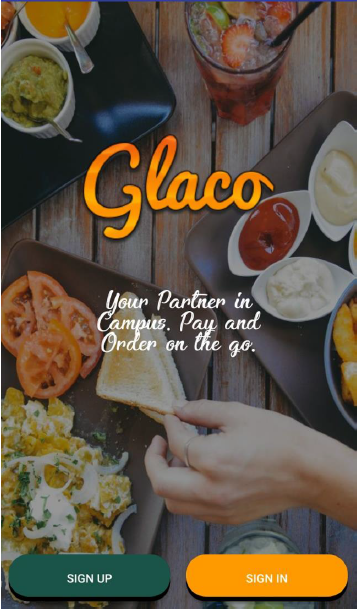 Glaco
Your Partner in
Campus. Pay and
Order on the go.
SIGN UP
SIGN IN